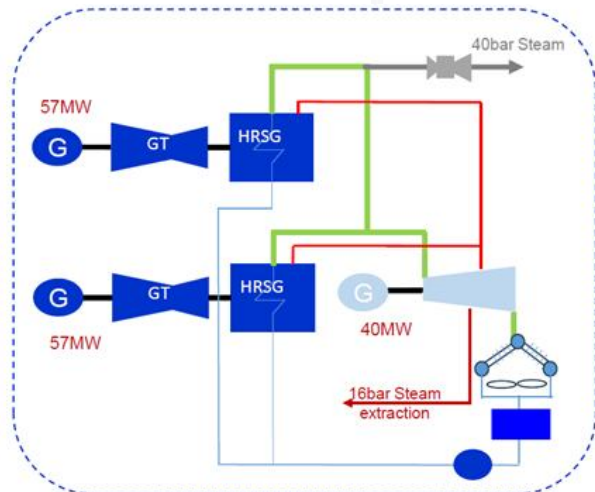 40bar Steam
57MW
G
GT
HRSG
G
GT
HRSG
57MW
G
40MW
16bar Steam
extraction